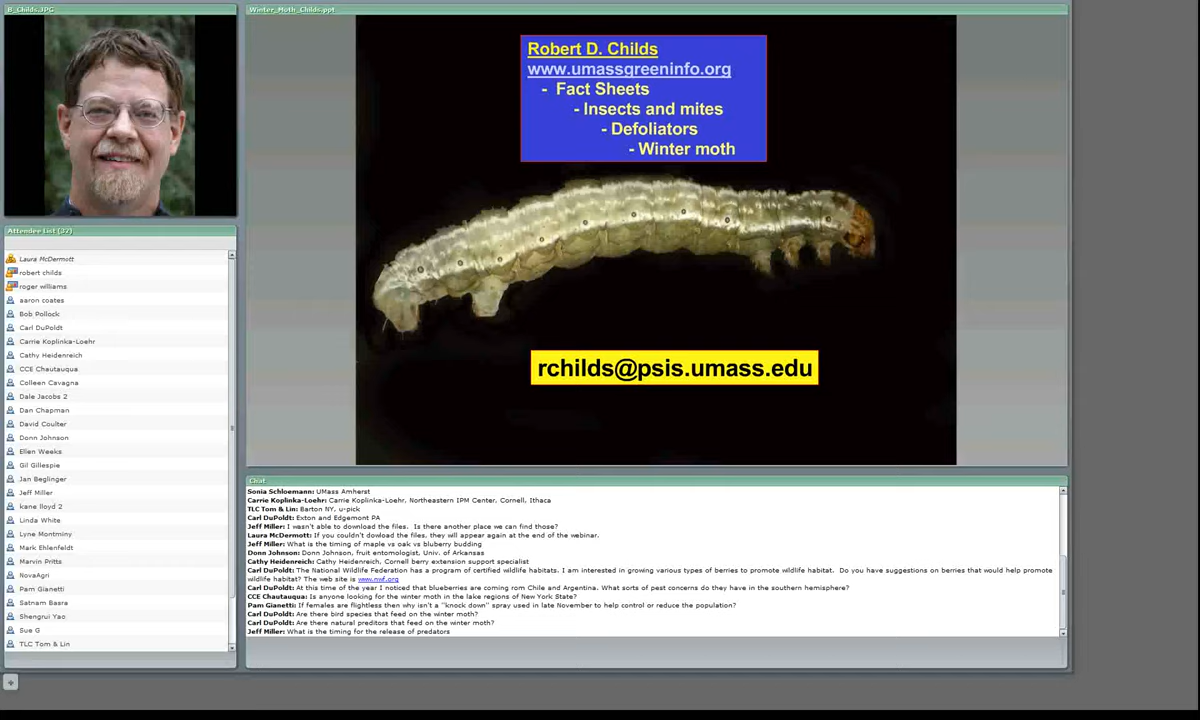 B_Childs.JPG
Attendee List (37)
Laura McDermott
robert childs
roger williams
aaron coates
Bob Pollock
Carl DuPoldt
Carrie Koplinka-Loehr
Cathy Heidenreich
CCE Chautauqua
Colleen Cavagna
Dale Jacobs 2
Dan Chapman
David Coulter
Donn Johnson
Ellen Weeks
Gil Gillespie
Jan Beglinger
Jeff Miller
kane lloyd 2
Linda White
Lyne Montminy
Mark Ehlenfeldt
Marvin Pritts
NovaAgri
Pam Gianetti
Satnam Basra
Shengrui Yao
Sue G
TLC Tom & Lin
Winter_Moth_Childs.ppt
Robert D. Childs
www.umassgreeninfo.org
- Fact Sheets
- Insects and mites
- Defoliators
- Winter moth
rchilds@psis.umass.edu
Chat
Sonia Schloemann: UMass Amherst
Carrie Koplinka-Loehr: Carrie Koplinka-Loehr, Northeastern IPM Center, Cornell, Ithaca
TLC Tom & Lin: Barton NY, u-pick
Carl DuPoldt: Exton and Edgemont PA
Jeff Miller: I wasn't able to download the files. Is there another place we can find those?
Laura McDermott: If you couldn't dowload the files, they will appear again at the end of the webinar.
Jeff Miller: What is the timing of maple vs oak vs bluberry budding
Donn Johnson: Donn Johnson, fruit entomologist, Univ. of Arkansas
Cathy Heidenreich: Cathy Heidenreich, Cornell berry extension support specialist
Carl DuPoldt: The National Wildlife Federation has a program of certified wildlife habitats. I am interested in growing various types of berries to promote wildlife habitat. Do you have suggestions on berries that would help promote
wildlife habitat? The web site is www.nwf.org
Carl DuPoldt: At this time of the year I noticed that blueberries are coming rom Chile and Argentina. What sorts of pest concerns do they have in the southern hemisphere?
CCE Chautauqua: Is anyone looking for the winter moth in the lake regions of New York State?
Pam Gianetti: If females are flightless then why isn't a "knock down" spray used in late November to help control or reduce the population?
Carl DuPoldt: Are there bird species that feed on the winter moth?
Carl DuPoldt: Are there natural preditors that feed on the winter moth?
Jeff Miller: What is the timing for the release of predators